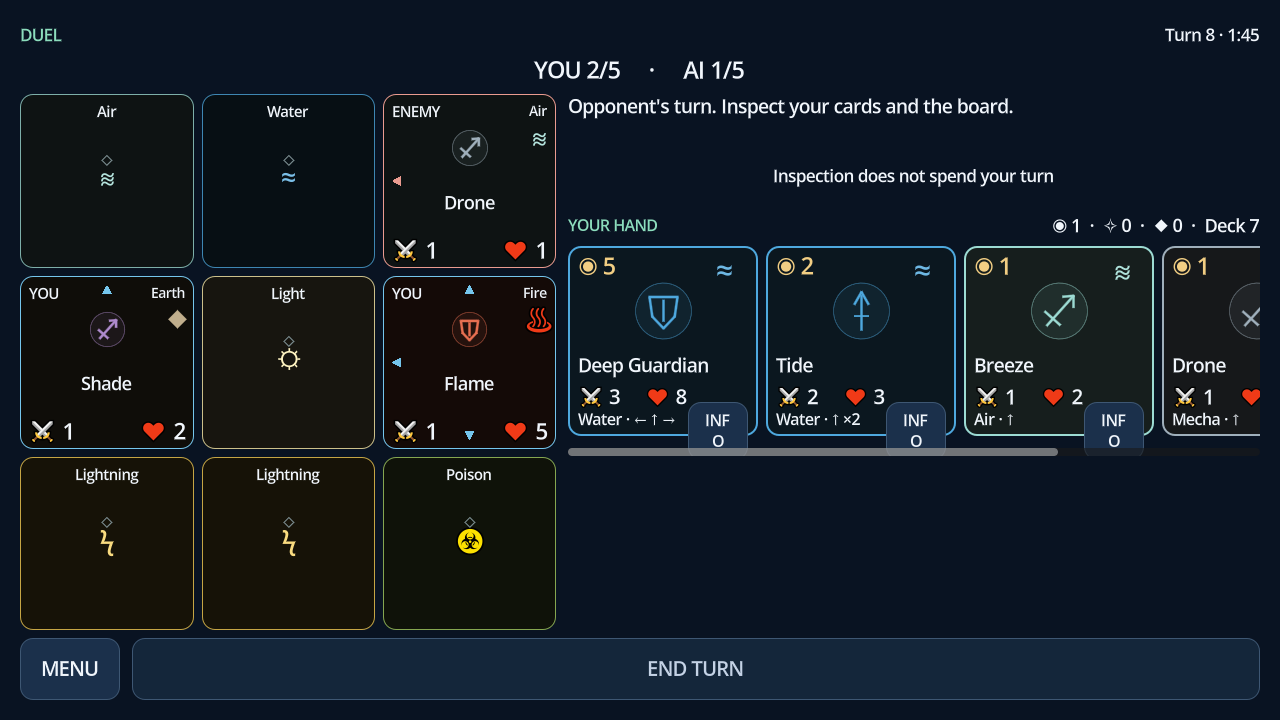 DUEL
Turn 8 · 1:45
YOU 2/5 · AI 1/5
Air
Water
ENEMY Air
Drone
1 1
Opponent's turn. Inspect your cards and the board.
Inspection does not spend your turn
YOU Earth
Shade
1 2
Light
YOU Fire
Flame
1 5
Lightning
Lightning
Poison
YOUR HAND
1 · 0 · 0 · Deck 7
5
Deep Guardian
3 8
Water · ← ↑ →
INF
O
2
Tide
2 3
Water · ↑ ×2
INF
O
1
Breeze
1 2
Air · ↑
INF
O
1
Drone
1
Mecha · ↑
MENU
END TURN